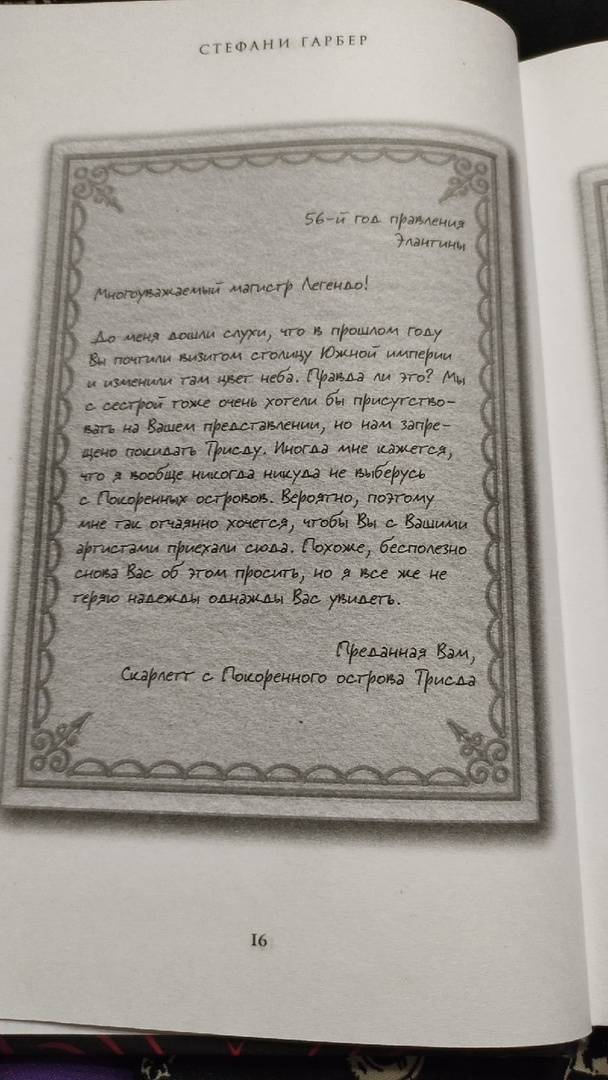 СТЕФАНИ ГАРБЕР
56-й год правления
Элантины
Многоуважаемый магистр Легендо!
До меня дошли слухи, что в прошлом году
Вы почтили визитом столицу Южной империи
и изменили там цвет неба. Правда ли это? Мы
с сестрой тоже очень хотели бы присутство-
вать на Вашем представлении, но нам запре-
щено покидать Трисду. Иногда мне кажется,
что я вообще никогда никуда не выберусь
с Покоренных островов. Вероятно, поэтому
мне так отчаянно хочется, чтобы Вы с Вашими
артистами приехали сюда. Похоже, бесполезно
снова Вас об этом просить, но я все же не
теряю надежды однажды Вас увидеть.
Преданная Вам,
Скарлетт с Покоренного острова Трисда
16